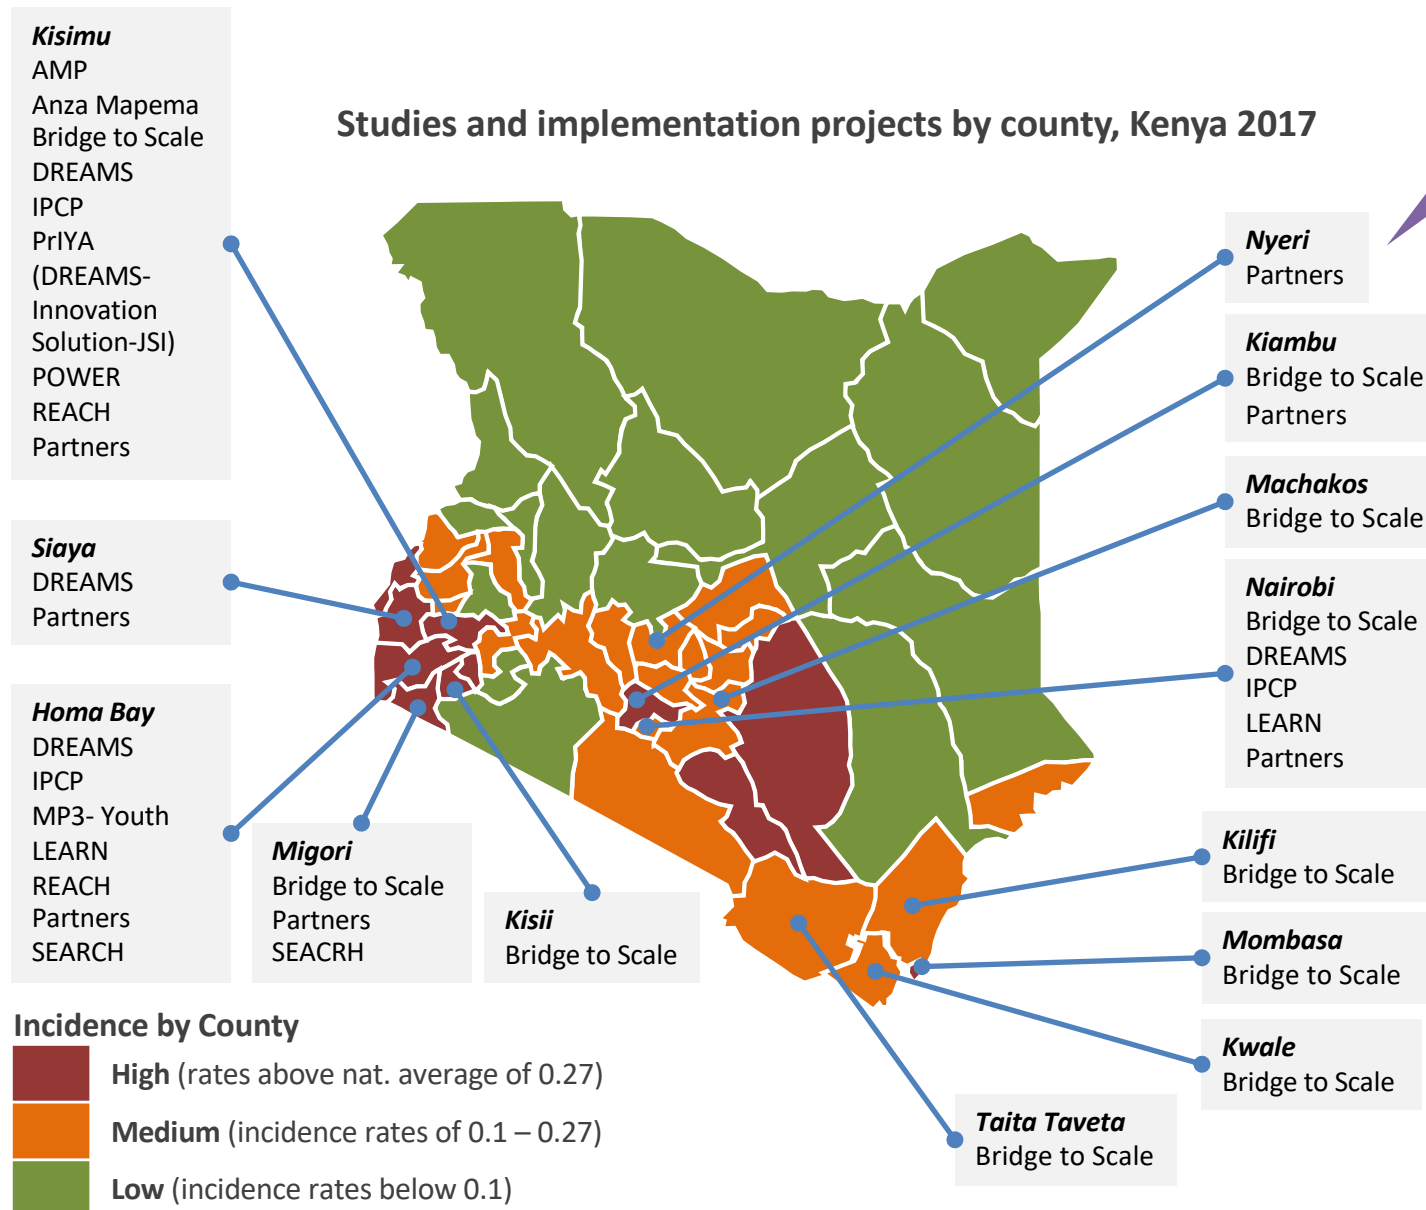 Studies and implementation projects by county, Kenya 2017
Kisimu
AMP
Anza Mapema
Bridge to Scale
DREAMS
IPCP
PrIYA
(DREAMS-
Innovation
Solution-JSI)
POWER
REACH
Partners
Siaya
DREAMS
Partners
Homa Bay
DREAMS
IPCP
MP3- Youth
LEARN
REACH
Partners
SEARCH
Migori
Bridge to Scale
Partners
SEACRH
Kisii
Bridge to Scale
Nyeri
Partners
Kiambu
Bridge to Scale
Partners
Machakos
Bridge to Scale
Nairobi
Bridge to Scale
DREAMS
IPCP
LEARN
Partners
Kilifi
Bridge to Scale
Mombasa
Bridge to Scale
Kwale
Bridge to Scale
Taita Taveta
Bridge to Scale
Incidence by County
High (rates above nat. average of 0.27)
Medium (incidence rates of 0.1 – 0.27)
Low (incidence rates below 0.1)